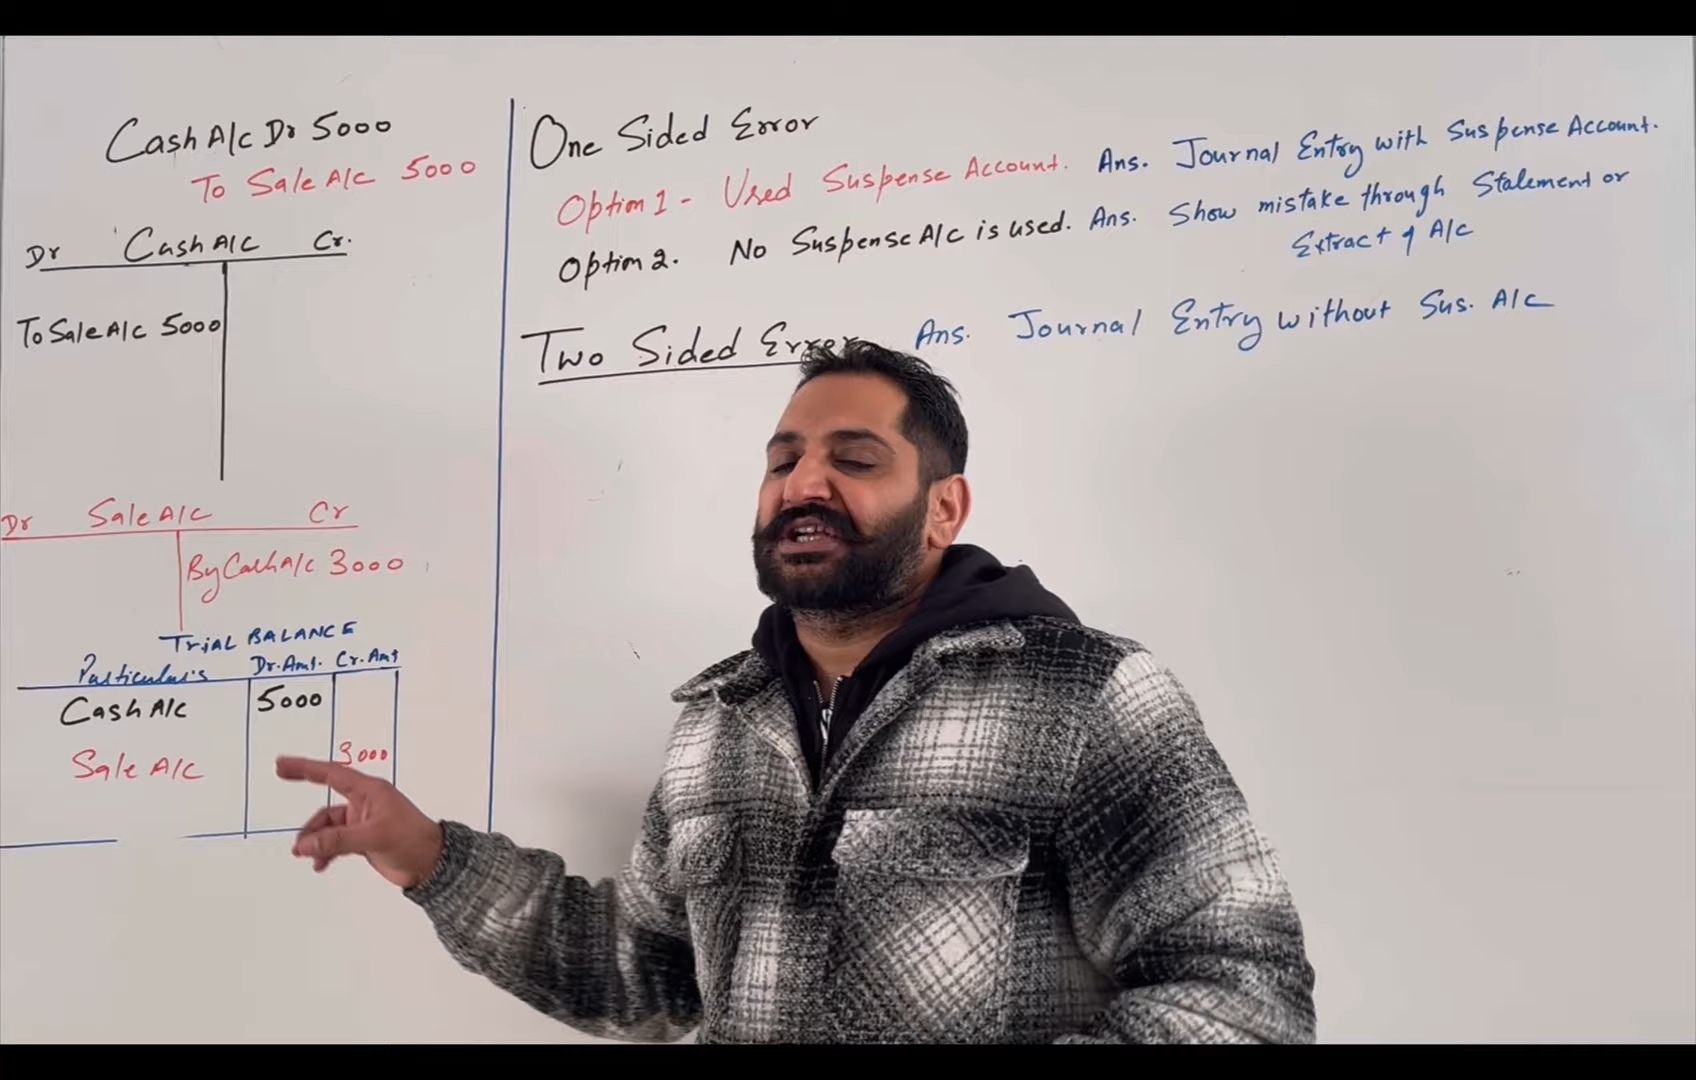 Cash A/c Dr 5000
To Sale A/c 5000
Dr Cash A/c Cr.
To Sale A/c 5000
Dr Sale A/c Cr
By Cash A/c 3000
TriAL BALANCE
Particulars Dr. Amt. Cr. Amt
Cash A/c 5000
Sale A/c 3000
One Sided Error
Option 1 - Used Suspense Account. Ans. Journal Entry with Suspense Account.
Option 2. No Suspense A/c is used. Ans. Show mistake through Statement or
Extract of A/c
Two Sided Error Ans. Journal Entry without Sus. A/c